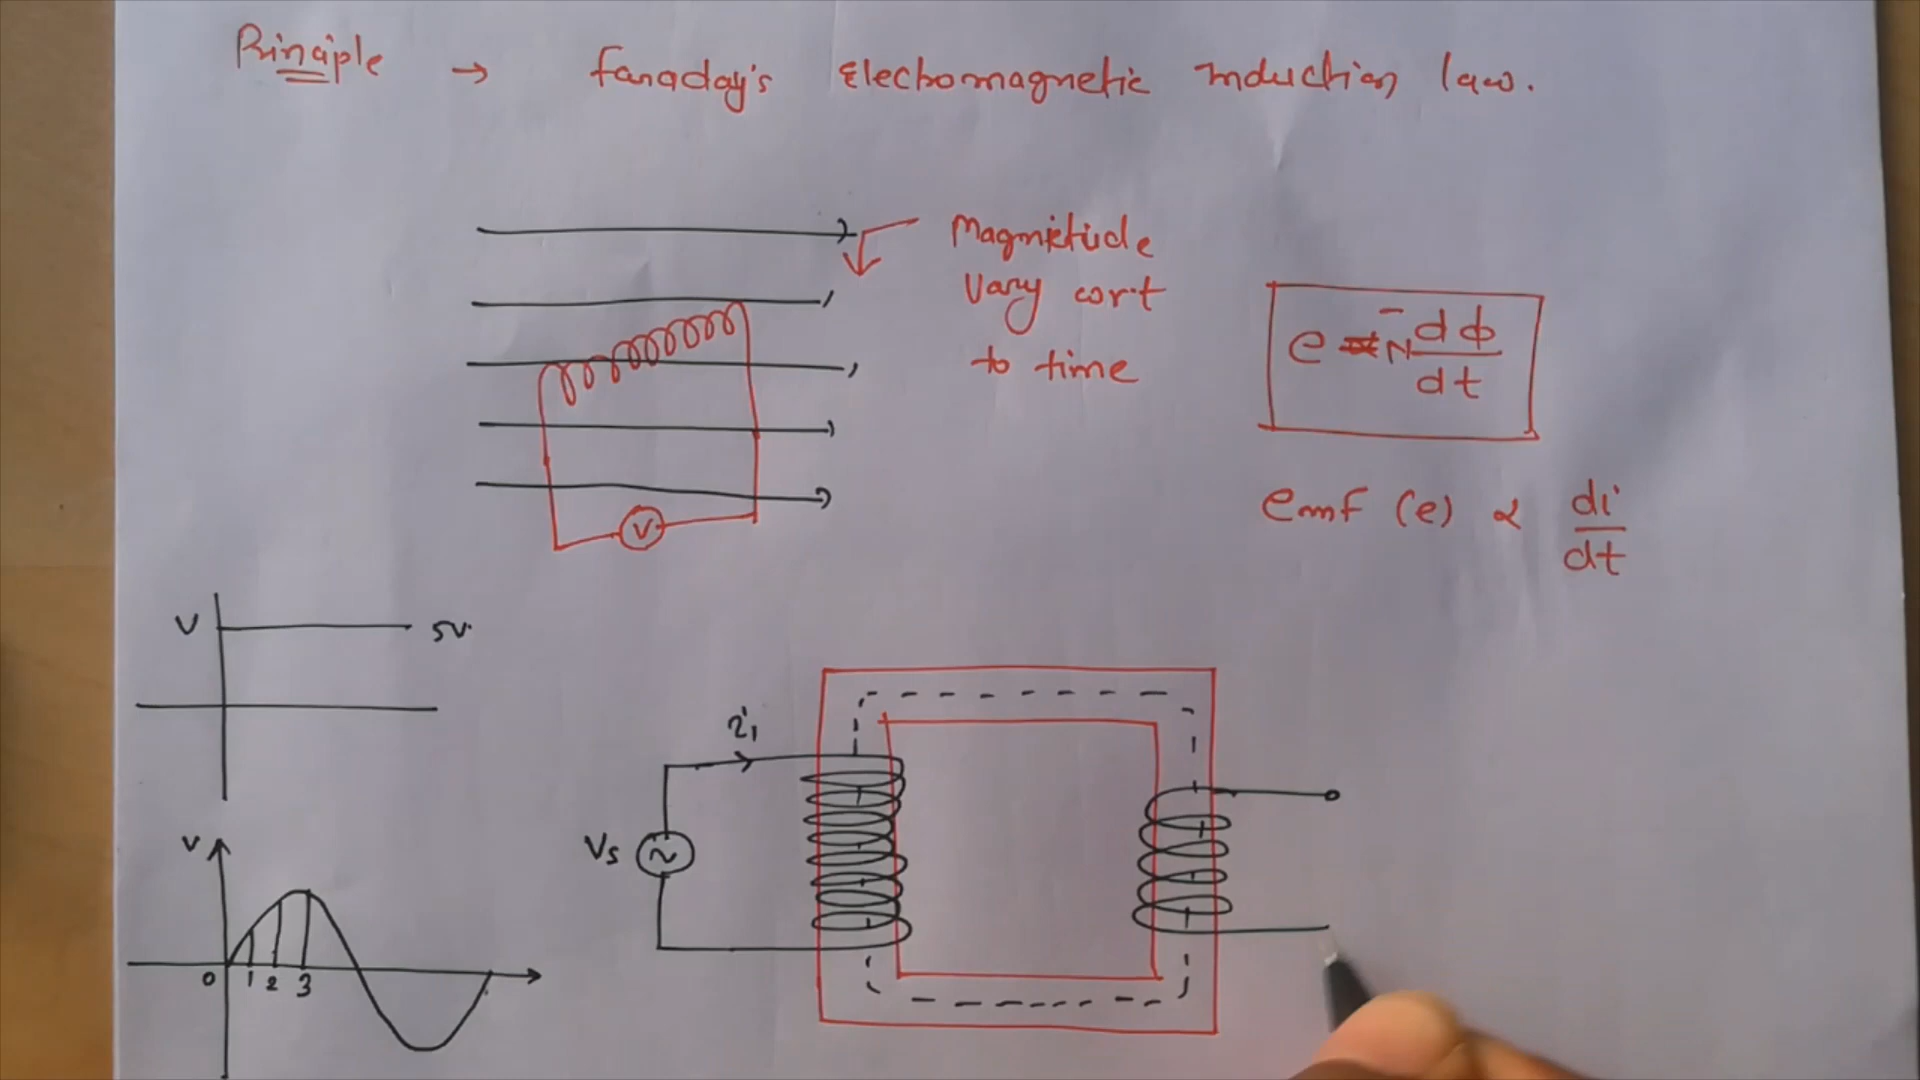 Prinaiple → Faraday's Electromagnetic Induction law.
Magnitude
vary w.r.t
to time
e = -N dϕ/dt
emf (e) ∝ di/dt
V 5V.
i1
Vs ~
V
V
0 1 2 3